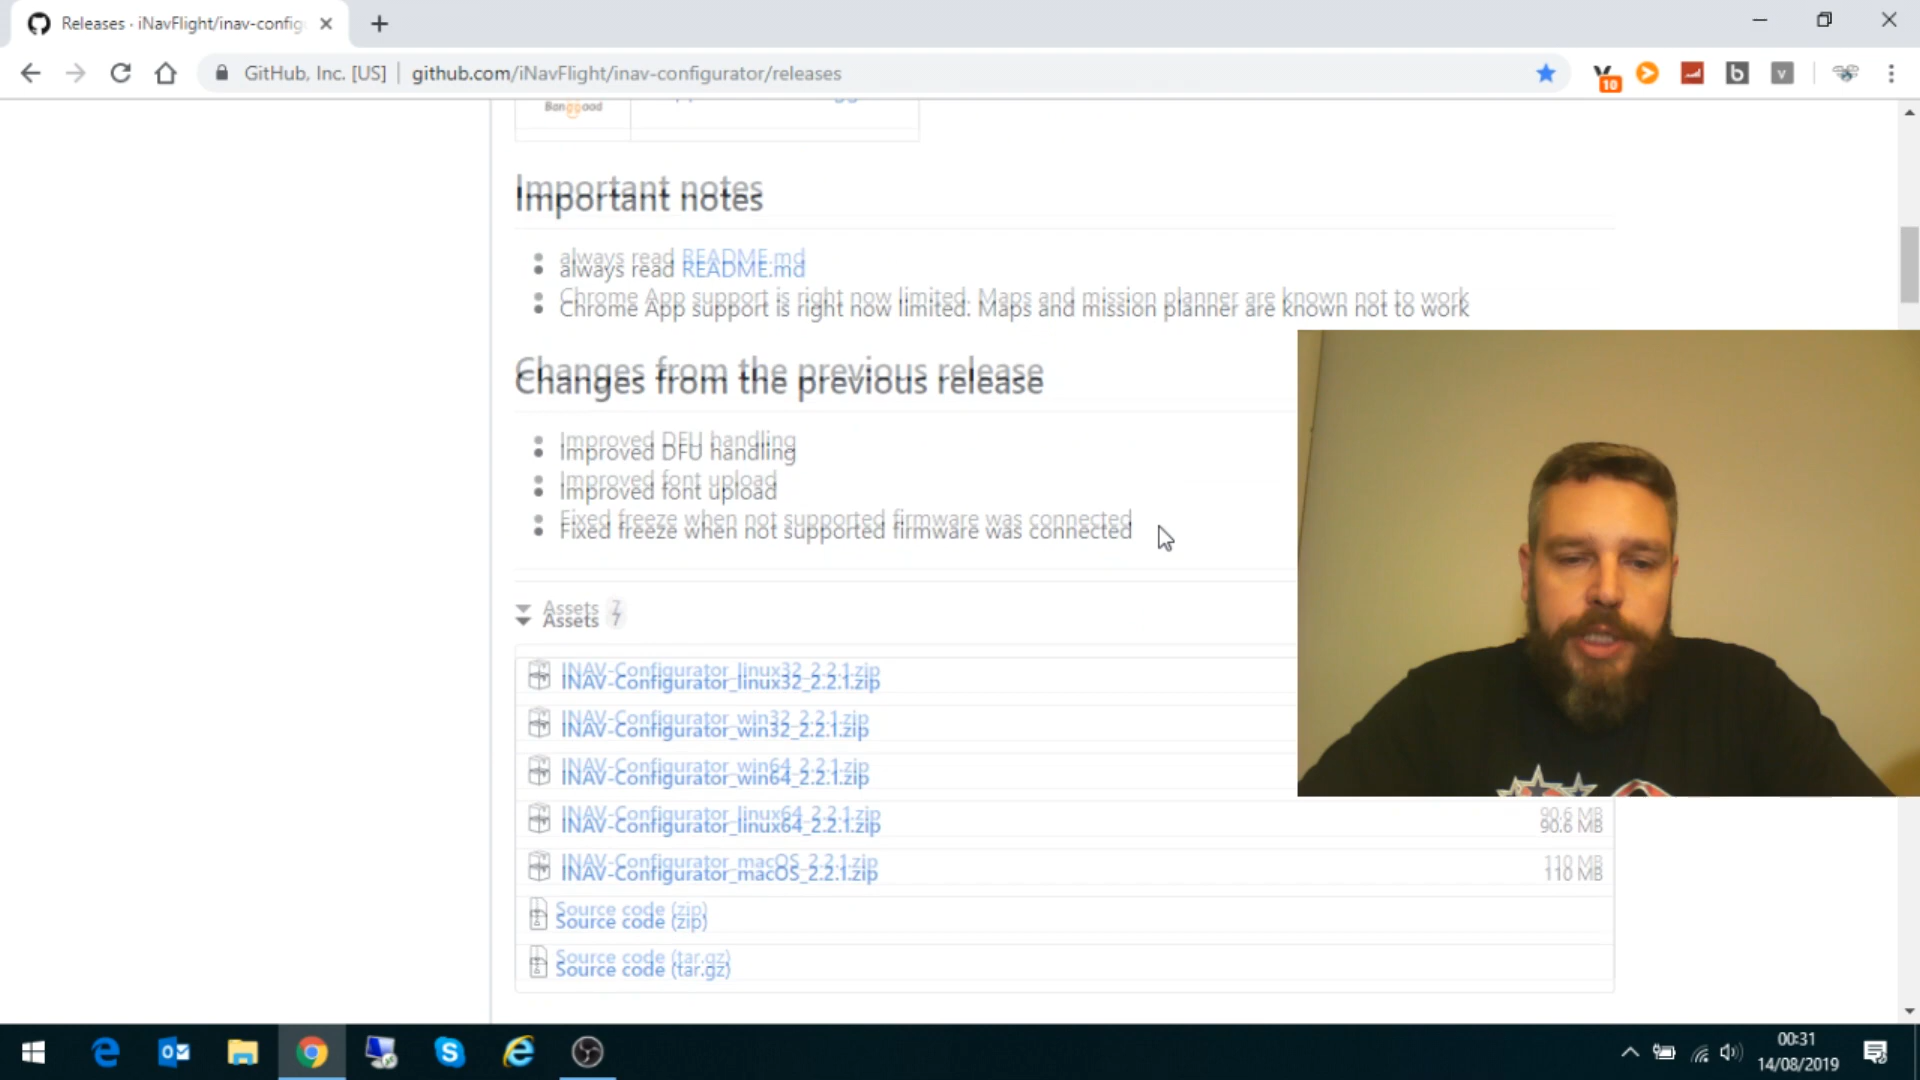 Releases · iNavFlight/inav-config
GitHub, Inc. [US] | github.com/iNavFlight/inav-configurator/releases
10
b
v
Banggood
Important notes
always read README.md
Chrome App support is right now limited. Maps and mission planner are known not to work
Changes from the previous release
Improved DFU handling
Improved font upload
Fixed freeze when not supported firmware was connected
Assets 7
INAV-Configurator_linux32_2.2.1.zip
INAV-Configurator_win32_2.2.1.zip
INAV-Configurator_win64_2.2.1.zip
INAV-Configurator_linux64_2.2.1.zip 90.6 MB
INAV-Configurator_macOS_2.2.1.zip 110 MB
Source code (zip)
Source code (tar.gz)
00:31
14/08/2019